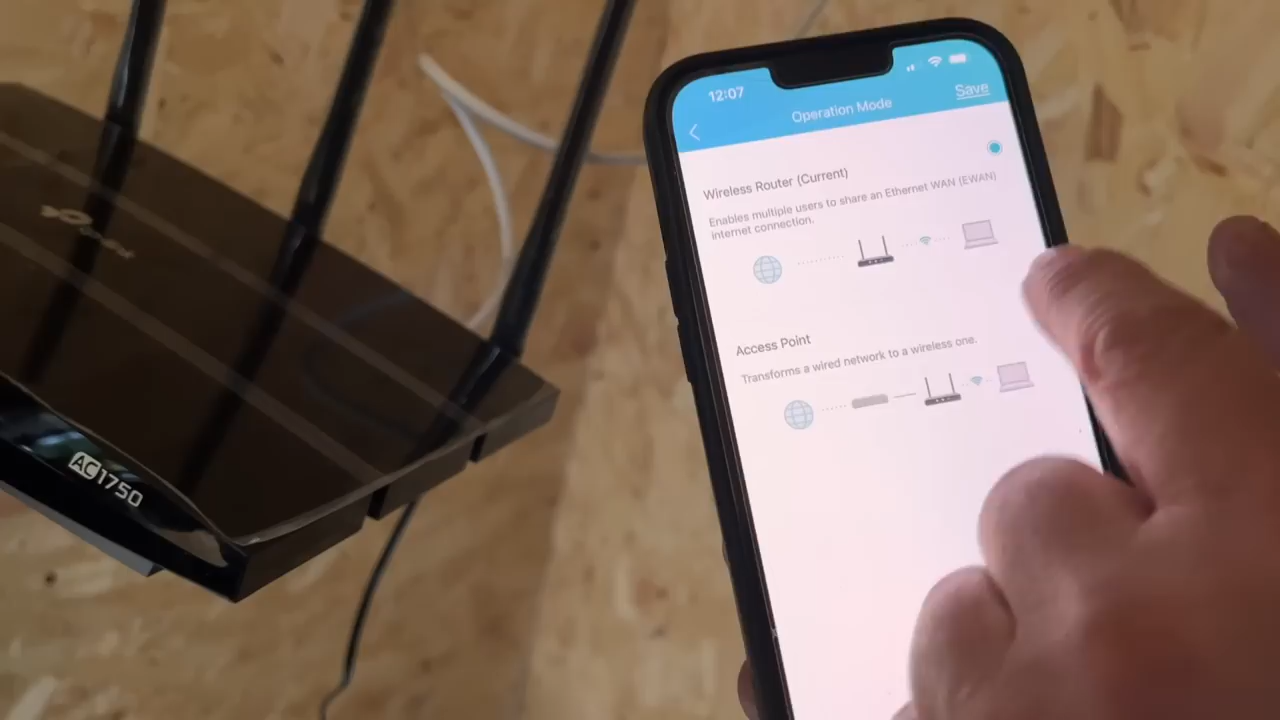 12:07
Operation Mode
Save
Wireless Router (Current)
Enables multiple users to share an Ethernet WAN (EWAN)
internet connection.
Access Point
Transforms a wired network to a wireless one.
AC1750